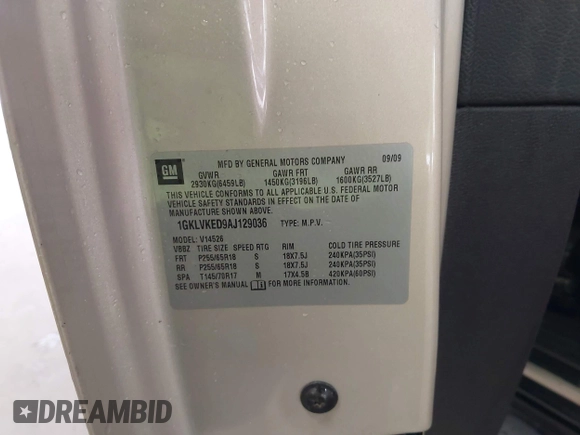 GM
MFD BY GENERAL MOTORS COMPANY 09/09
GVWR GAWR FRT GAWR RR
2930KG(6459LB) 1450KG(3196LB) 1600KG(3527LB)
THIS VEHICLE CONFORMS TO ALL APPLICABLE U.S. FEDERAL MOTOR
VEHICLE SAFETY STANDARDS IN EFFECT ON THE DATE OF
MANUFACTURE SHOWN ABOVE.
1GKLVKED9AJ129036 TYPE: M.P.V.
MODEL: V14526
VBBZ TIRE SIZE SPEED RTG RIM COLD TIRE PRESSURE
FRT P255/65R18 S 18X7.5J 240KPA(35PSI)
RR P255/65R18 S 18X7.5J 240KPA(35PSI)
SPA T145/70R17 M 17X4.5B 420KPA(60PSI)
SEE OWNER'S MANUAL FOR MORE INFORMATION.
DREAMBID